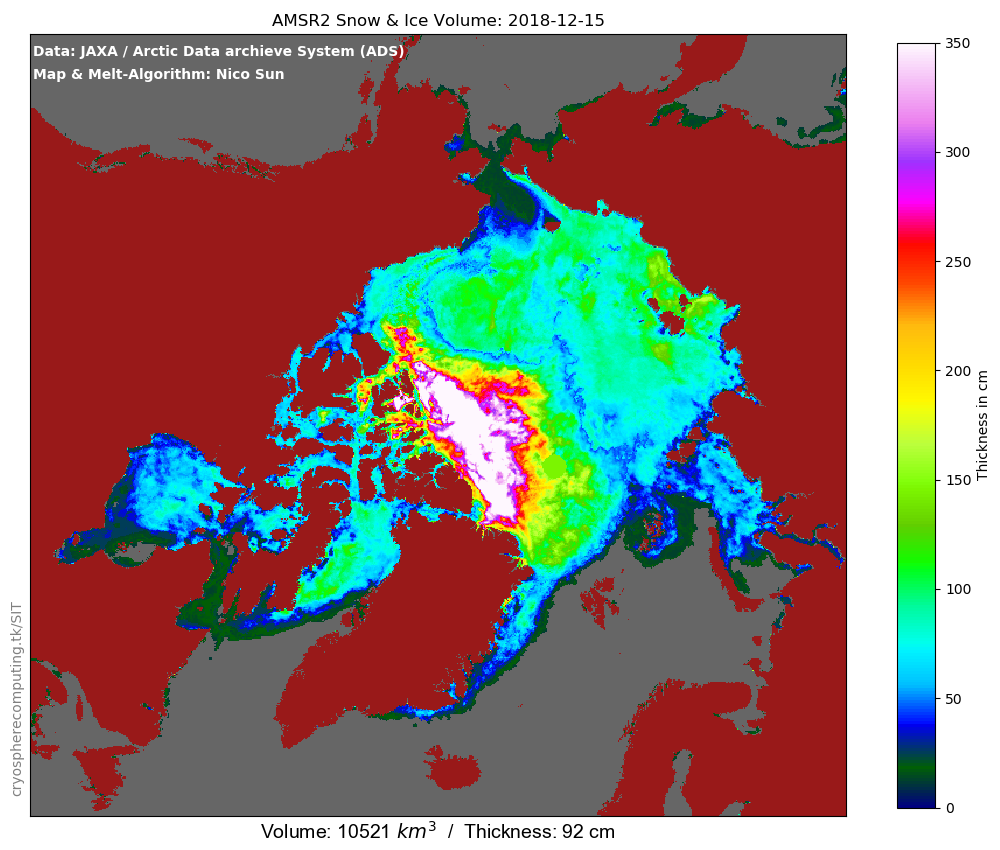 AMSR2 Snow & Ice Volume: 2018-12-15
Data: JAXA / Arctic Data archieve System (ADS)
Map & Melt-Algorithm: Nico Sun
350
300
250
200
150
100
50
0
Thickness in cm
cryospherecomputing.tk/SIT
Volume: 10521 km³ / Thickness: 92 cm